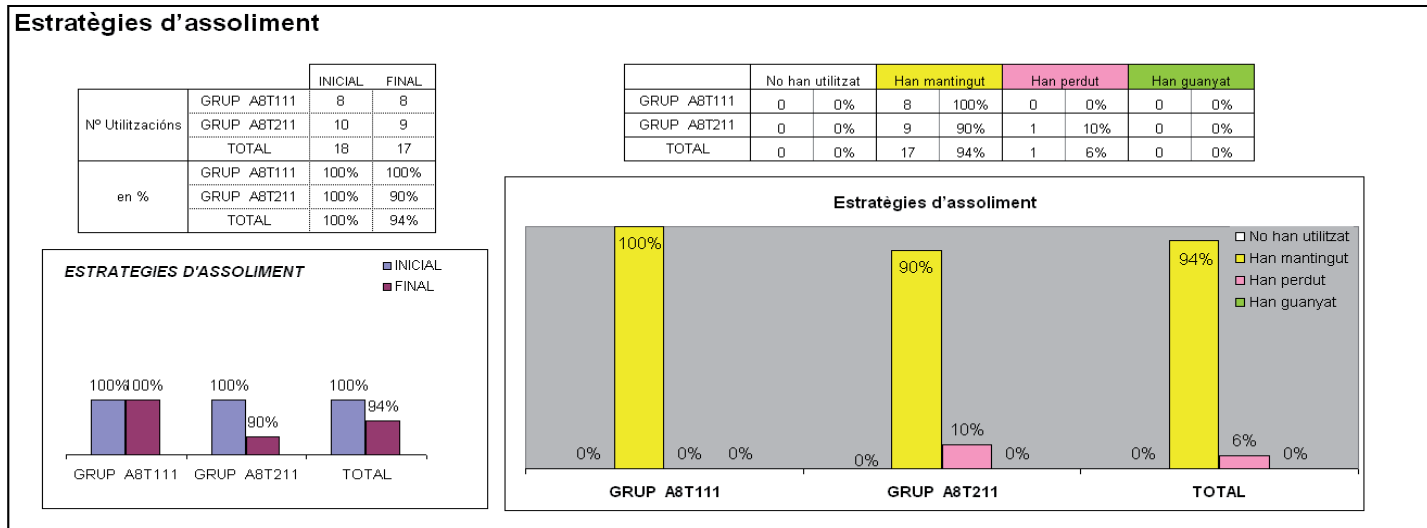 Estratègies d'assoliment
INICIAL FINAL
Nº Utilitzacións
GRUP A8T111 8 8
GRUP A8T211 10 9
TOTAL 18 17
en %
GRUP A8T111 100% 100%
GRUP A8T211 100% 90%
TOTAL 100% 94%
No han utilitzat Han mantingut Han perdut Han guanyat
GRUP A8T111 0 0% 8 100% 0 0% 0 0%
GRUP A8T211 0 0% 9 90% 1 10% 0 0%
TOTAL 0 0% 17 94% 1 6% 0 0%
ESTRATEGIES D'ASSOLIMENT
INICIAL
FINAL
100% 100% 100% 90% 100% 94%
GRUP A8T111 GRUP A8T211 TOTAL
Estratègies d'assoliment
No han utilitzat
Han mantingut
Han perdut
Han guanyat
0% 100% 0% 0% 0% 90% 10% 0% 0% 94% 6% 0%
GRUP A8T111 GRUP A8T211 TOTAL